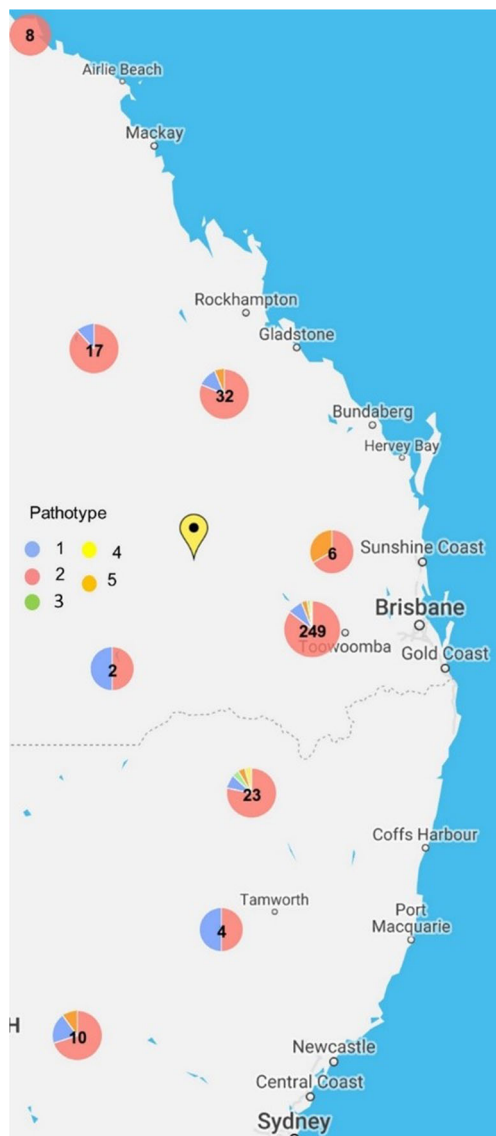 8
Airlie Beach
Mackay
Rockhampton
17
Gladstone
32
Bundaberg
Hervey Bay
Pathotype
1 4
2 5
3
6
Sunshine Coast
Brisbane
249
Toowoomba
Gold Coast
2
23
Coffs Harbour
Tamworth
4
Port
Macquarie
H
10
Newcastle
Central Coast
Sydney